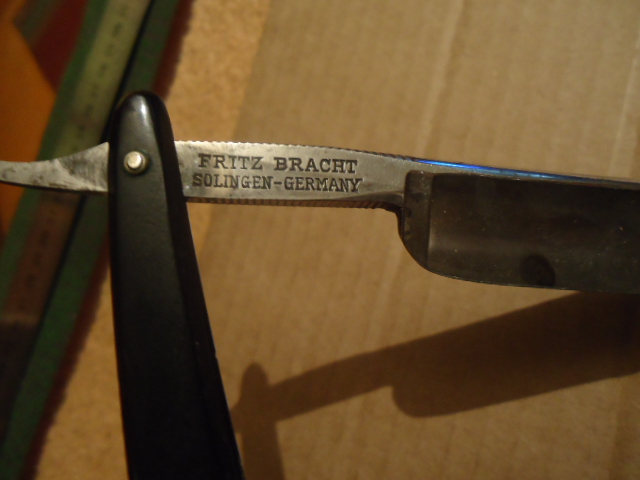 FRITZ BRACHT
SOLINGEN-GERMANY